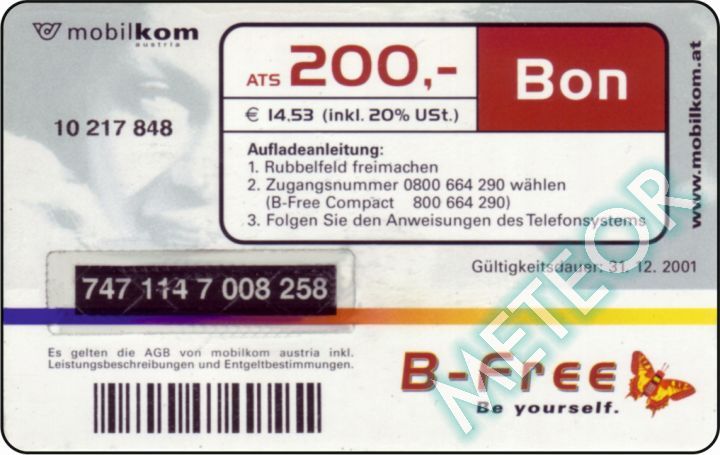 mobilkom
austria
ATS 200,-
Bon
€ 14.53 (inkl. 20% USt.)
10 217 848
Aufladeanleitung:
1. Rubbelfeld freimachen
2. Zugangsnummer 0800 664 290 wählen
(B-Free Compact 800 664 290)
3. Folgen Sie den Anweisungen des Telefonsystems
www.mobilkom.at
Gültigkeitsdauer: 31. 12. 2001
747 114 7 008 258
Es gelten die AGB von mobilkom austria inkl.
Leistungsbeschreibungen und Entgeltbestimmungen.
B-Free
Be yourself.
METEOR